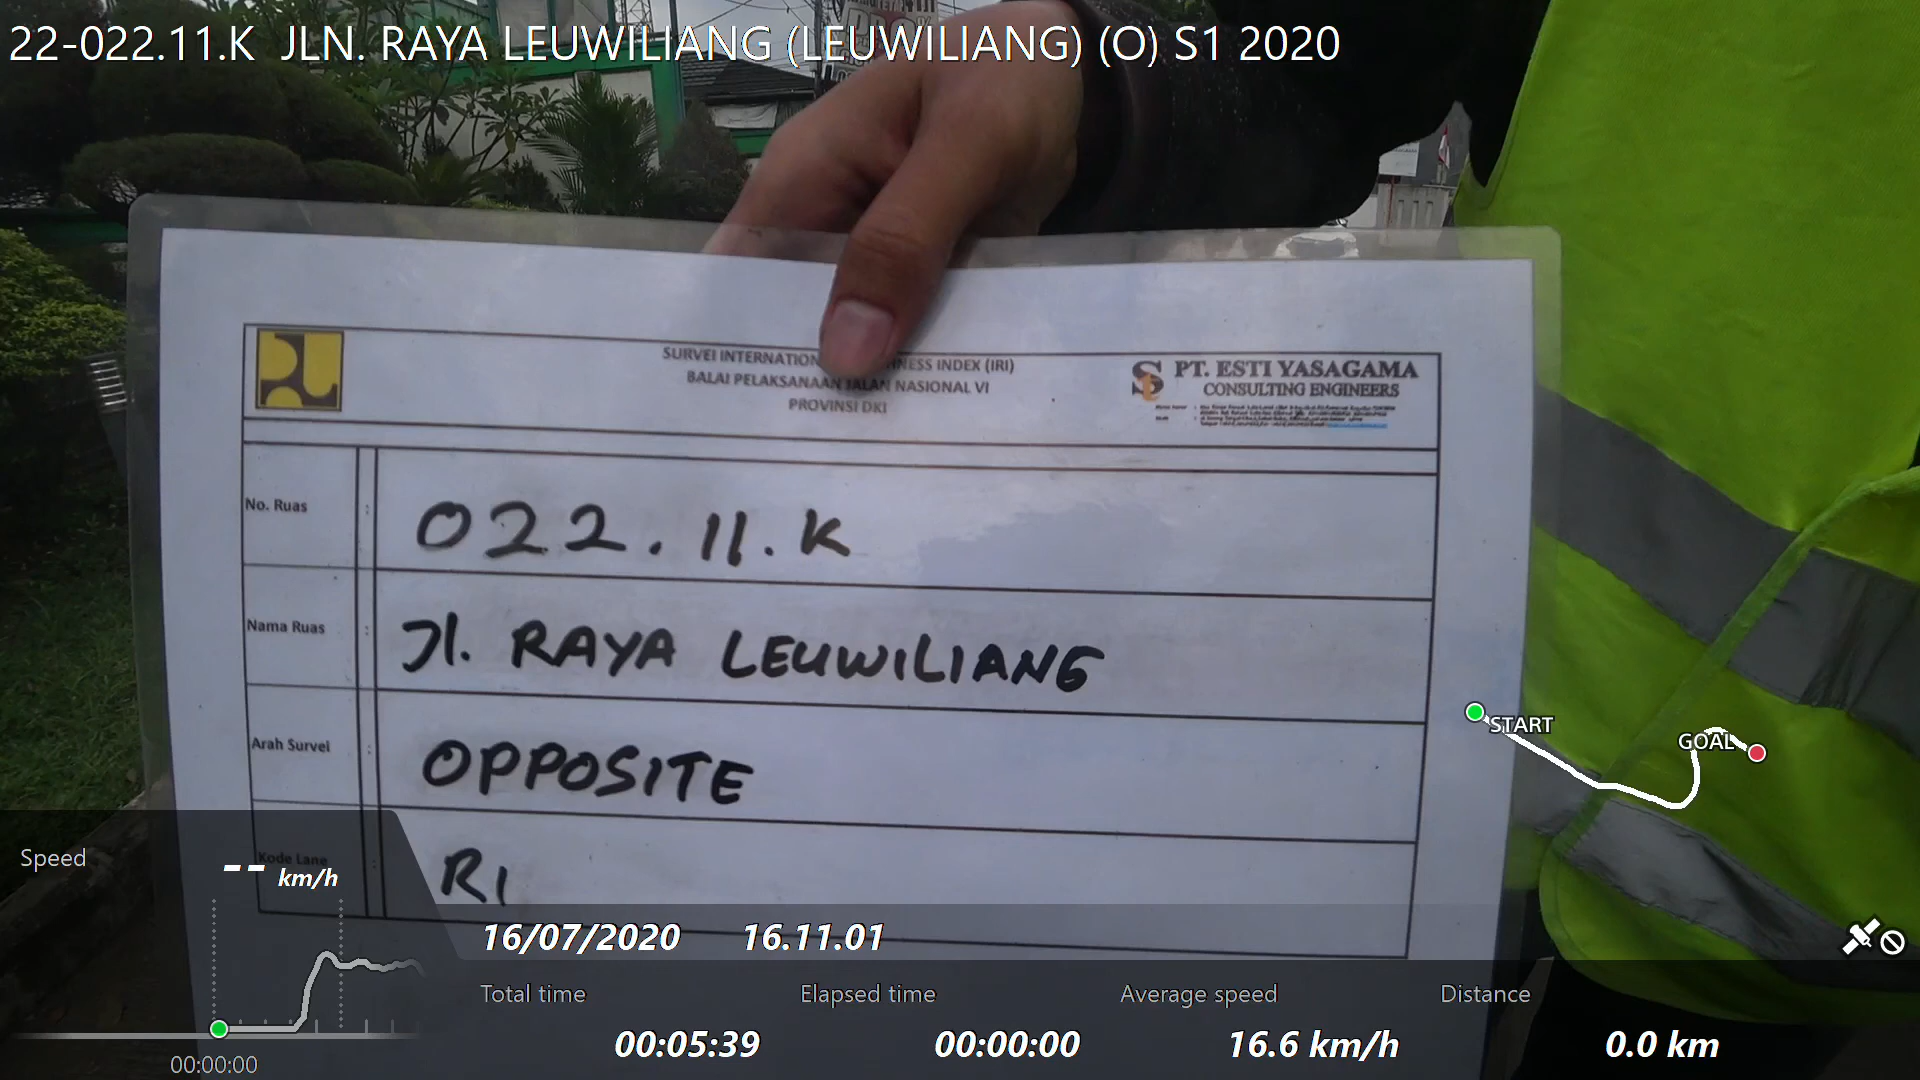 22-022.11.K JLN. RAYA LEUWILIANG (LEUWILIANG) (O) S1 2020
SURVEI INTERNATION NESS INDEX (IRI)
BALAI PELAKSANAAN JALAN NASIONAL VI
PROVINSI DKI
PT. ESTI YASAGAMA
CONSULTING ENGINEERS
No. Ruas : 022.11.K
Nama Ruas : Jl. RAYA LEUWILIANG
Arah Survei : OPPOSITE
Kode Lane : R1
START
GOAL
Speed
-- km/h
00:00:00
16/07/2020 16.11.01
Total time
00:05:39
Elapsed time
00:00:00
Average speed
16.6 km/h
Distance
0.0 km